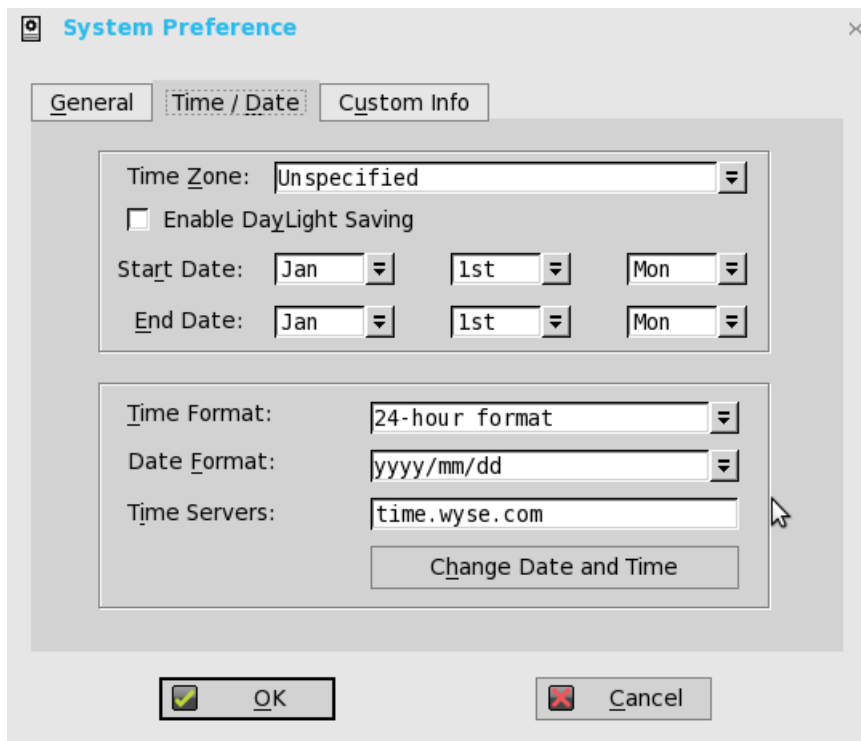 System Preference
General Time / Date Custom Info
Time Zone: Unspecified
Enable DayLight Saving
Start Date: Jan 1st Mon
End Date: Jan 1st Mon
Time Format: 24-hour format
Date Format: yyyy/mm/dd
Time Servers: time.wyse.com
Change Date and Time
OK Cancel